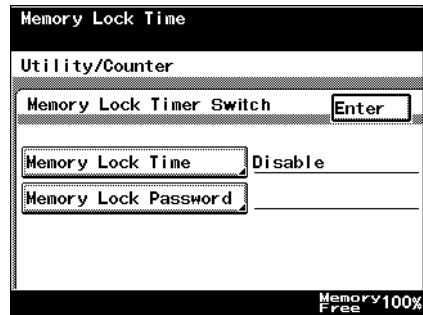 Memory Lock Time
Utility/Counter
Memory Lock Timer Switch
Enter
Memory Lock Time Disable
Memory Lock Password
Memory Free 100%